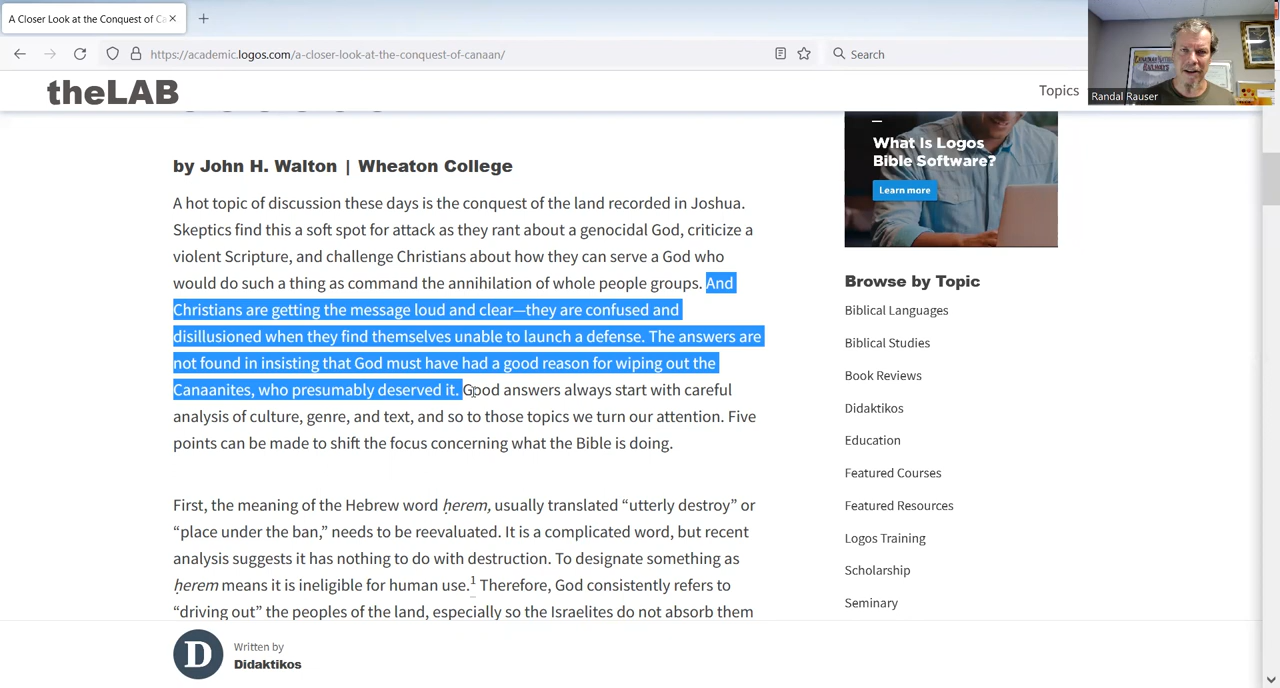 A Closer Look at the Conquest of Ca
https://academic.logos.com/a-closer-look-at-the-conquest-of-canaan/
Search
theLAB
Topics
Randal Rauser
by John H. Walton | Wheaton College
A hot topic of discussion these days is the conquest of the land recorded in Joshua.
Skeptics find this a soft spot for attack as they rant about a genocidal God, criticize a
violent Scripture, and challenge Christians about how they can serve a God who
would do such a thing as command the annihilation of whole people groups. And
Christians are getting the message loud and clear—they are confused and
disillusioned when they find themselves unable to launch a defense. The answers are
not found in insisting that God must have had a good reason for wiping out the
Canaanites, who presumably deserved it. Good answers always start with careful
analysis of culture, genre, and text, and so to those topics we turn our attention. Five
points can be made to shift the focus concerning what the Bible is doing.
First, the meaning of the Hebrew word ḥerem, usually translated “utterly destroy” or
“place under the ban,” needs to be reevaluated. It is a complicated word, but recent
analysis suggests it has nothing to do with destruction. To designate something as
ḥerem means it is ineligible for human use.1 Therefore, God consistently refers to
“driving out” the peoples of the land, especially so the Israelites do not absorb them
What Is Logos
Bible Software?
Learn more
Browse by Topic
Biblical Languages
Biblical Studies
Book Reviews
Didaktikos
Education
Featured Courses
Featured Resources
Logos Training
Scholarship
Seminary
D
Written by
Didaktikos